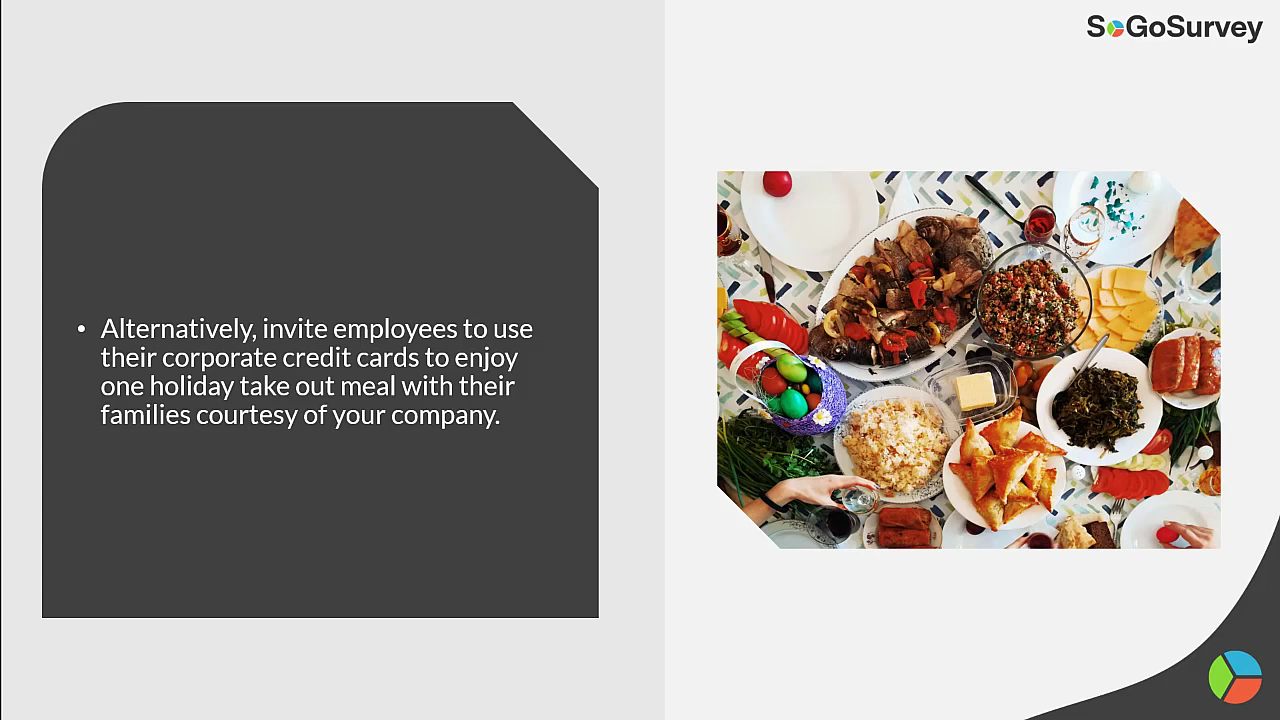 SoGoSurvey
• Alternatively, invite employees to use
their corporate credit cards to enjoy
one holiday take out meal with their
families courtesy of your company.